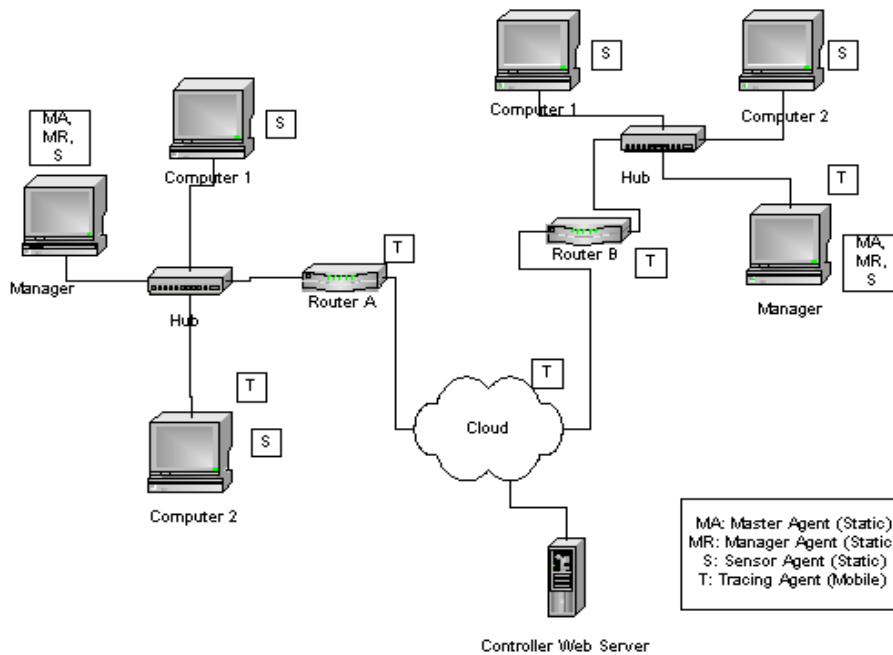 S
S
Computer 1
Computer 2
MA,
MR,
S
S
Computer 1
Hub
T
Manager
Hub
T
Router A
Router B
T
MA,
MR,
S
Manager
T
T
Cloud
S
Computer 2
MA: Master Agent (Static)
MR: Manager Agent (Static
S: Sensor Agent (Static)
T: Tracing Agent (Mobile)
Controller Web Server